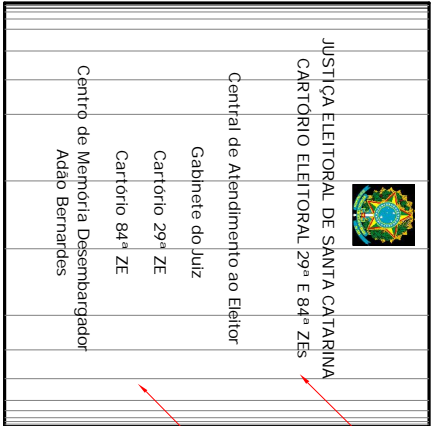 JUSTIÇA ELEITORAL DE SANTA CATARINA
CARTÓRIO ELEITORAL 29ª E 84ª ZEs
Central de Atendimento ao Eleitor
Gabinete do Juiz
Cartório 29ª ZE
Cartório 84ª ZE
Centro de Memória Desembargador
Adão Bernardes